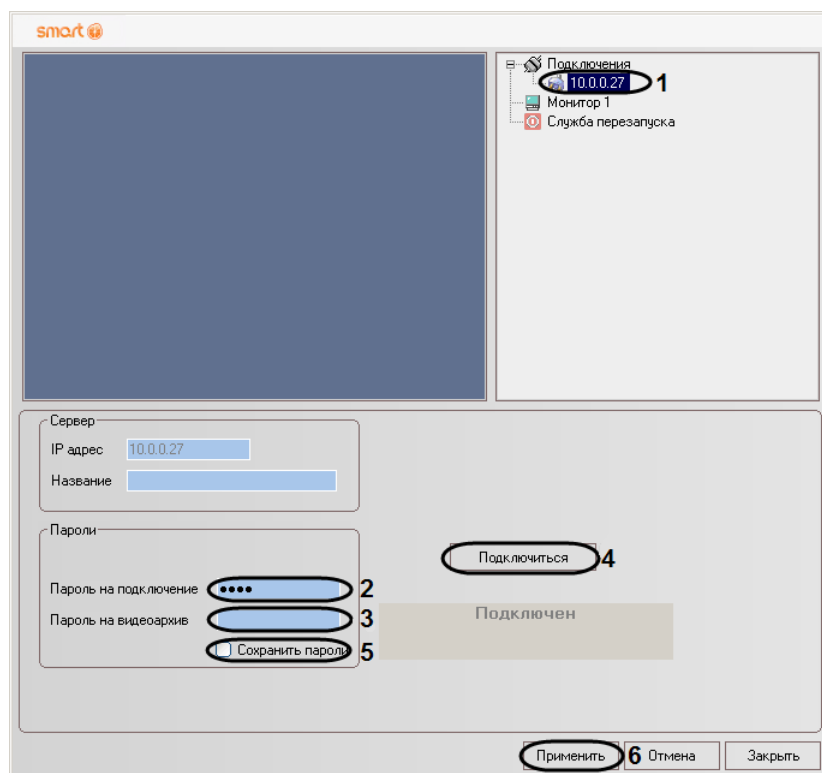 smart
Подключения
10.0.0.27 1
Монитор 1
Служба перезапуска
Сервер
IP адрес 10.0.0.27
Название
Пароли
Подключиться 4
Пароль на подключение •••• 2
Пароль на видеоархив 3
Подключен
Сохранить пароли 5
Применить 6 Отмена Закрыть